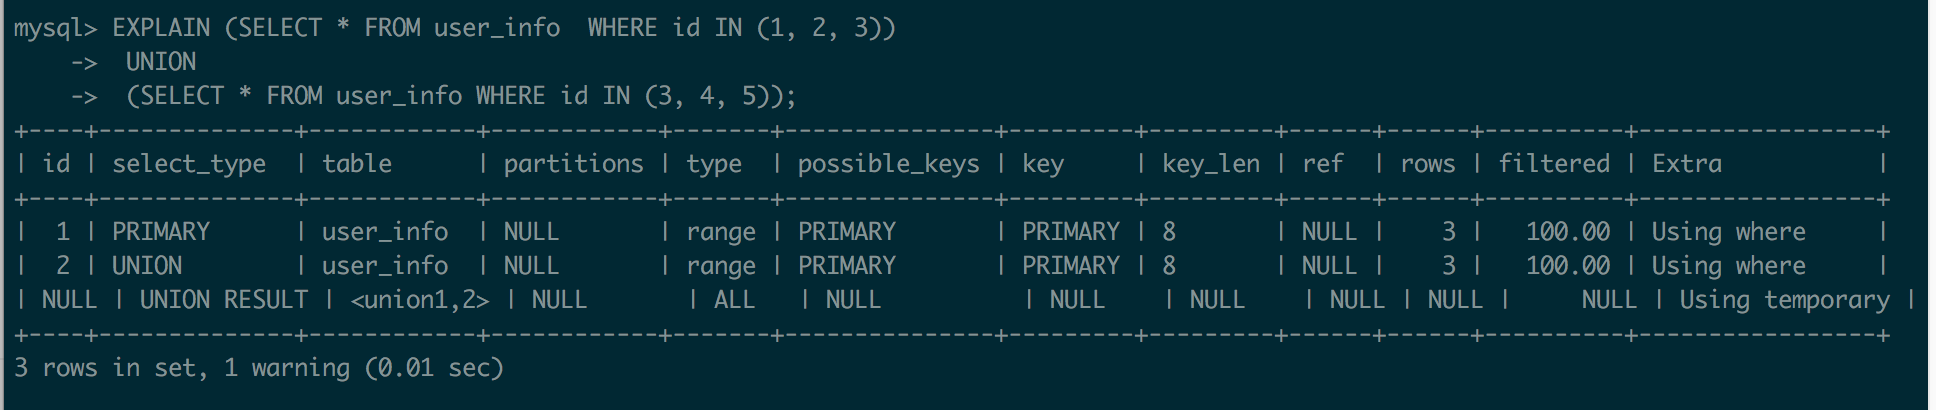 mysql> EXPLAIN (SELECT * FROM user_info  WHERE id IN (1, 2, 3))
    ->  UNION
    ->  (SELECT * FROM user_info WHERE id IN (3, 4, 5));
+----+--------------+------------+------------+-------+---------------+---------+---------+------+------+----------+----------------+
| id | select_type  | table      | partitions | type  | possible_keys | key     | key_len | ref  | rows | filtered | Extra          |
+----+--------------+------------+------------+-------+---------------+---------+---------+------+------+----------+----------------+
|  1 | PRIMARY      | user_info  | NULL       | range | PRIMARY       | PRIMARY | 8       | NULL |    3 |   100.00 | Using where     |
|  2 | UNION        | user_info  | NULL       | range | PRIMARY       | PRIMARY | 8       | NULL |    3 |   100.00 | Using where     |
| NULL | UNION RESULT | <union1,2> | NULL       | ALL  | NULL          | NULL    | NULL    | NULL | NULL |     NULL | Using temporary |
+----+--------------+------------+------------+-------+---------------+---------+---------+------+------+----------+----------------+
3 rows in set, 1 warning (0.01 sec)